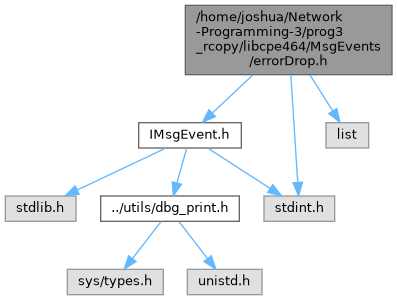 /home/joshua/Network
-Programming-3/prog3
_rcopy/libcpe464/MsgEvents
/errorDrop.h
IMsgEvent.h
list
stdlib.h
../utils/dbg_print.h
stdint.h
sys/types.h
unistd.h